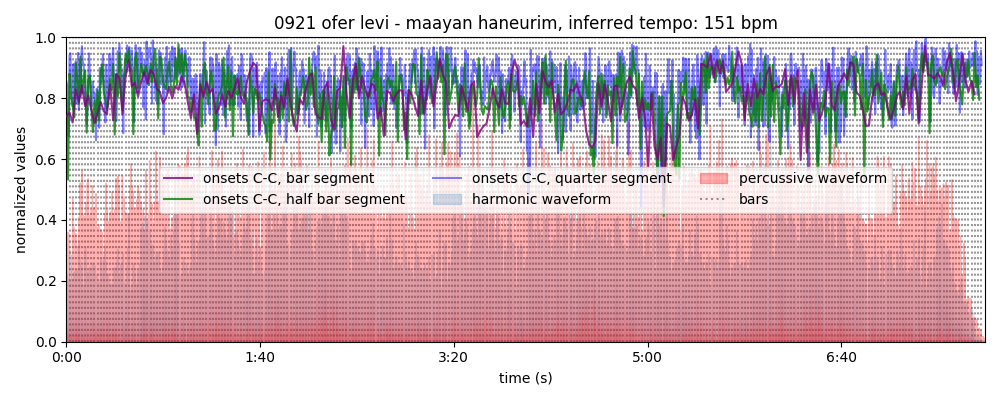 0921 ofer levi - maayan haneurim, inferred tempo: 151 bpm
normalized values
1.0
0.8
0.6
0.4
0.2
0.0
onsets C-C, bar segment
onsets C-C, half bar segment
onsets C-C, quarter segment
harmonic waveform
percussive waveform
bars
0:00 1:40 3:20 5:00 6:40
time (s)